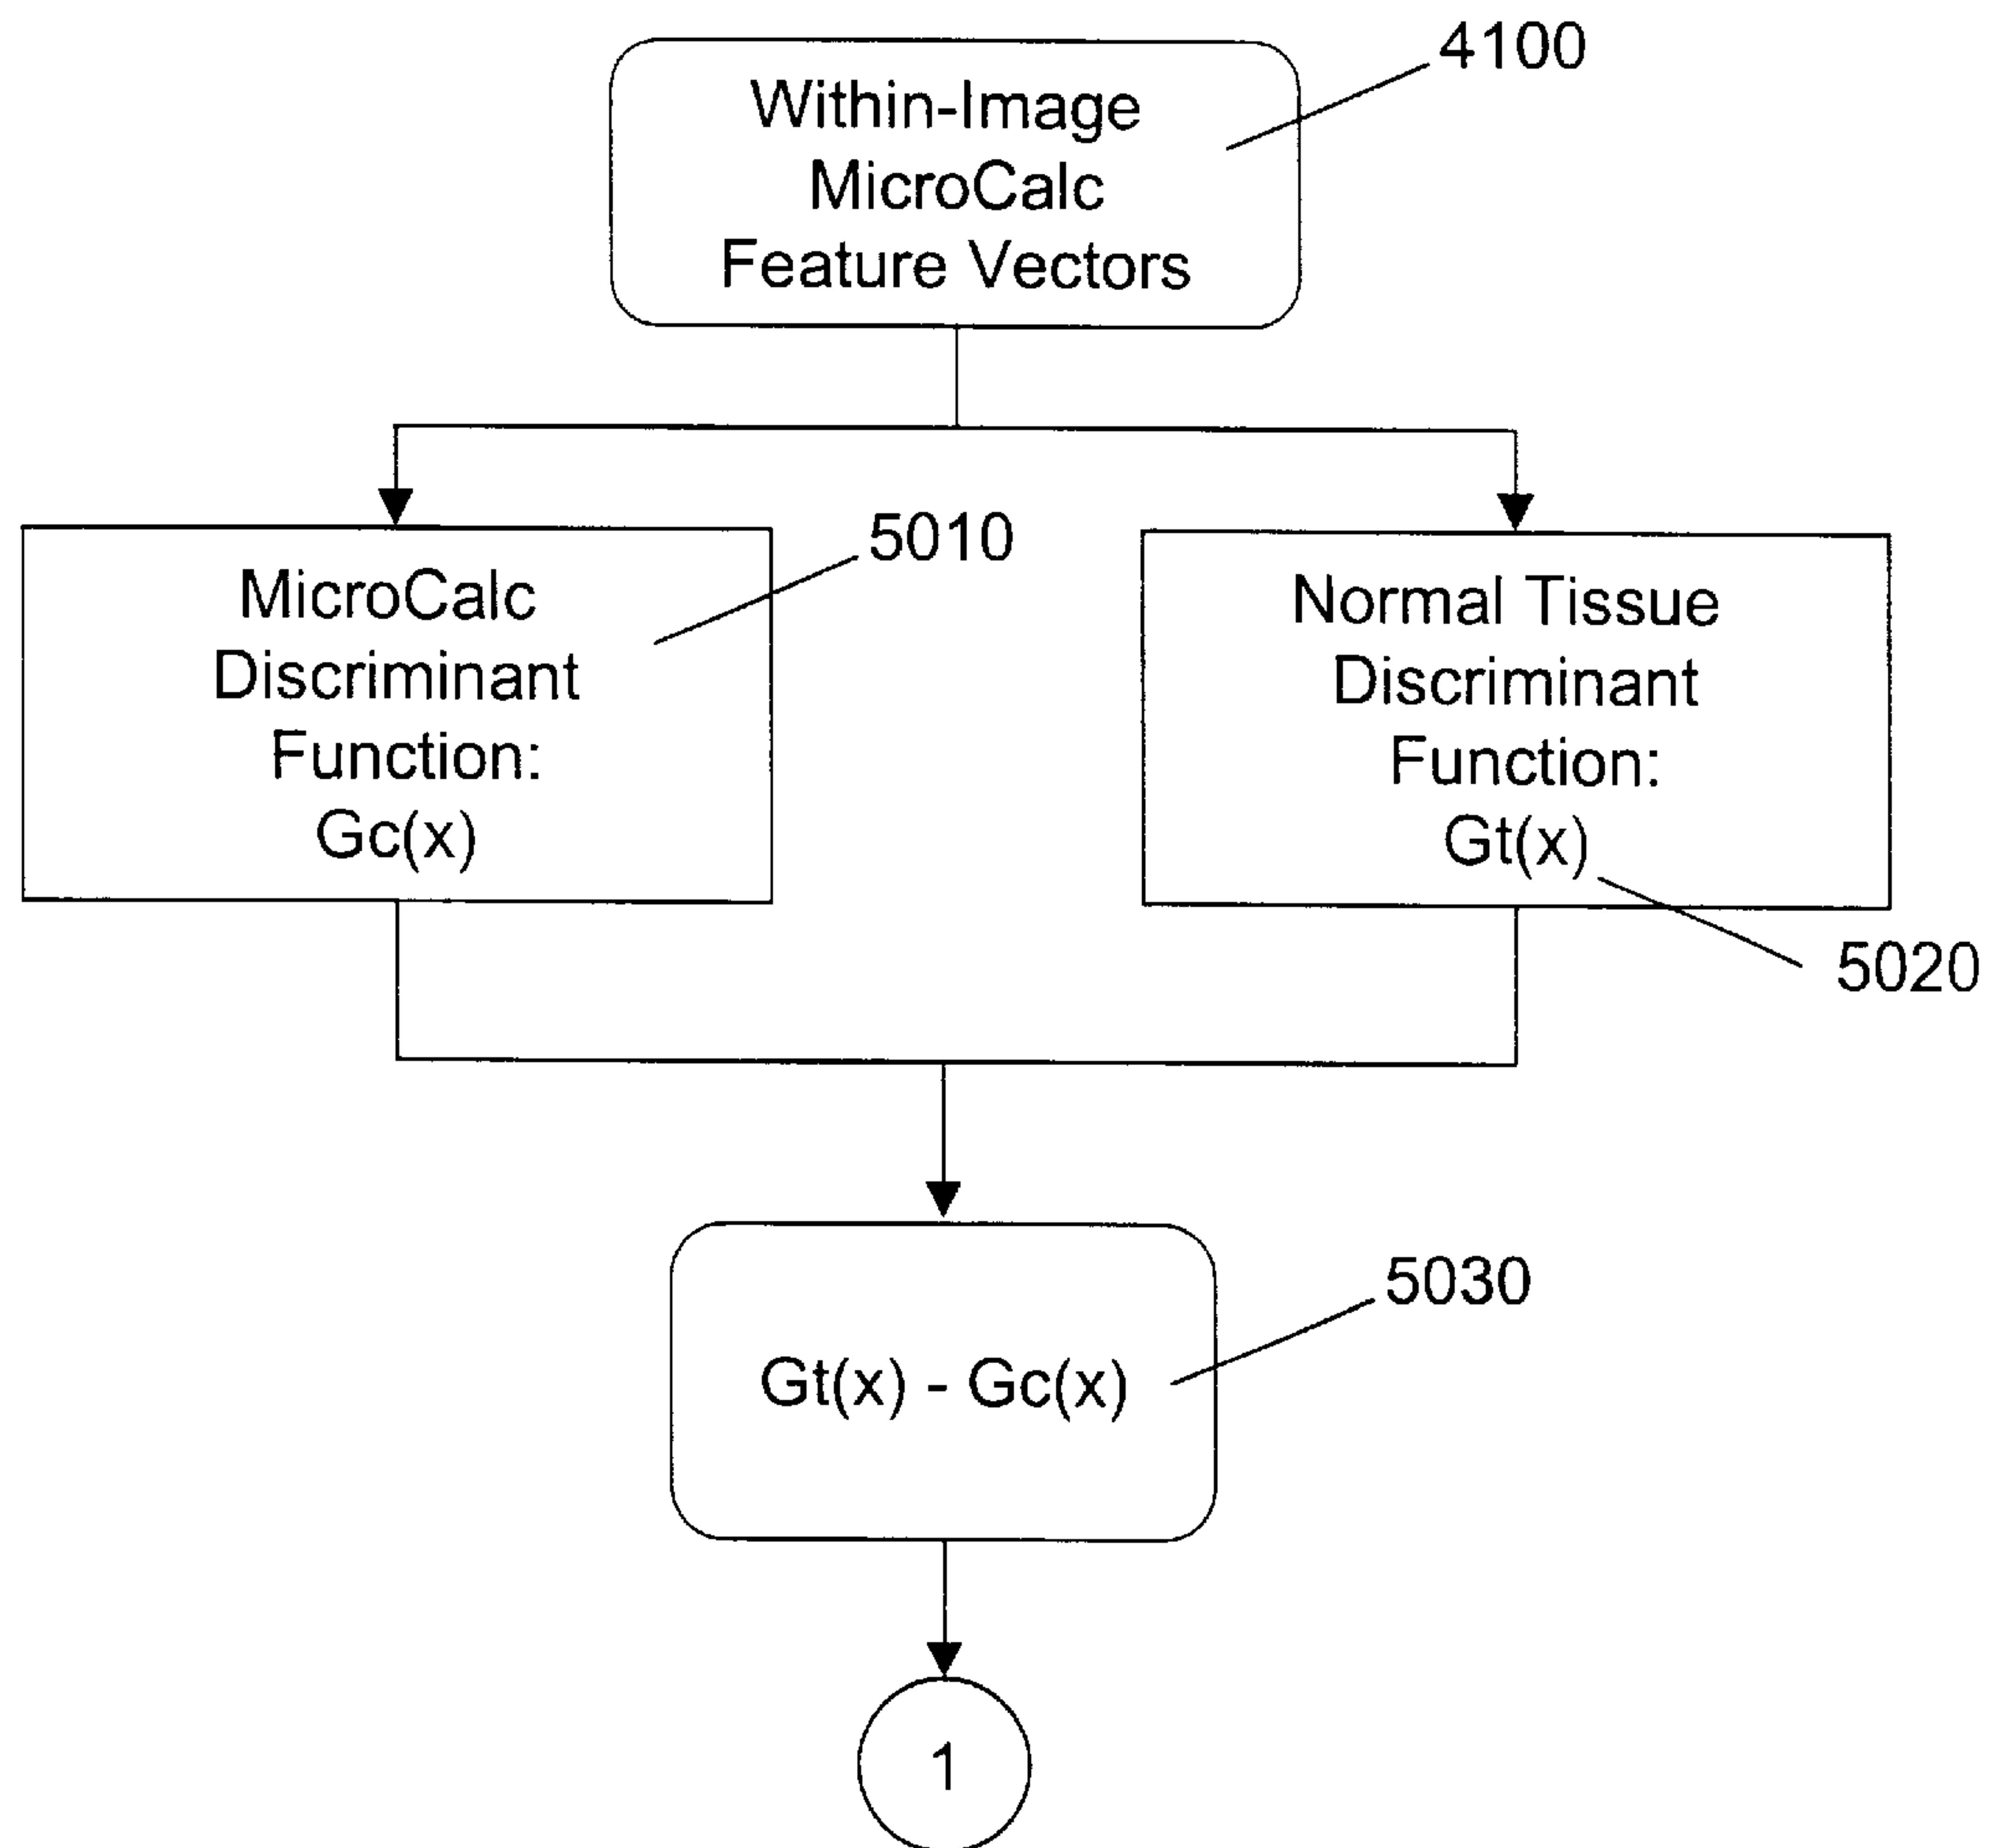 4100
Within-Image
MicroCalc
Feature Vectors
5010
MicroCalc
Discriminant
Function:
Gc(x)
Normal Tissue
Discriminant
Function:
Gt(x)
5020
5030
Gt(x) - Gc(x)
1